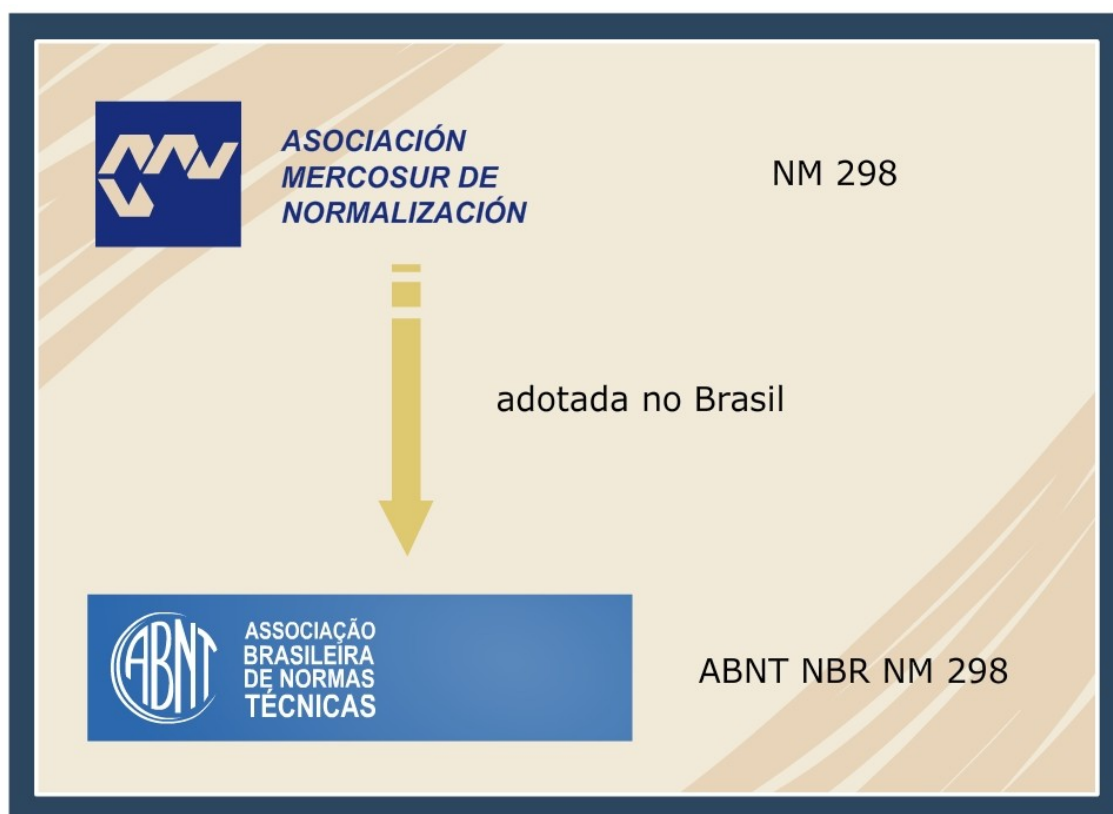 ASOCIACIÓN
MERCOSUR DE
NORMALIZACIÓN
NM 298
adotada no Brasil
ABNT
ASSOCIAÇÃO
BRASILEIRA
DE NORMAS
TÉCNICAS
ABNT NBR NM 298